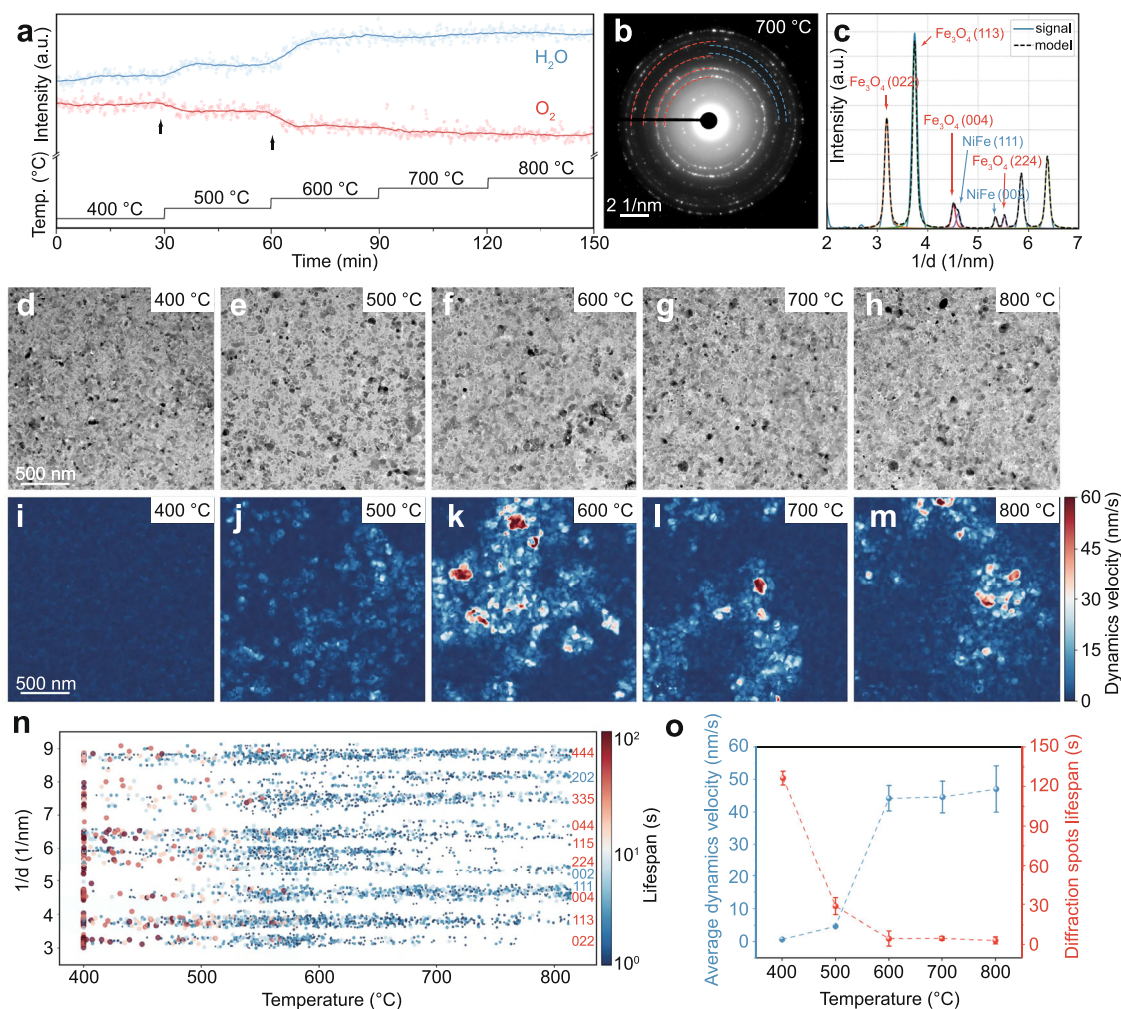 a
Intensity (a.u.)
H₂O
O₂
Temp. (°C)
400 °C
500 °C
600 °C
700 °C
800 °C
0
30
60
90
120
150
Time (min)
b
700 °C
2 1/nm
c
Intensity (a.u.)
signal
model
Fe₃O₄ (113)
Fe₃O₄ (022)
Fe₃O₄ (004)
NiFe (111)
Fe₃O₄ (224)
NiFe (002)
2
3
4
5
6
7
1/d (1/nm)
d
400 °C
500 nm
e
500 °C
f
600 °C
g
700 °C
h
800 °C
i
400 °C
500 nm
j
500 °C
k
600 °C
l
700 °C
m
800 °C
60
45
30
15
0
Dynamics velocity (nm/s)
n
1/d (1/nm)
9
8
7
6
5
4
3
444
202
335
044
115
224
002
111
004
113
022
400
500
600
700
800
Temperature (°C)
10²
10¹
10⁰
Lifespan (s)
o
Average dynamics velocity (nm/s)
60
50
40
30
20
10
0
150
120
90
60
30
0
Diffraction spots lifespan (s)
400
500
600
700
800
Temperature (°C)